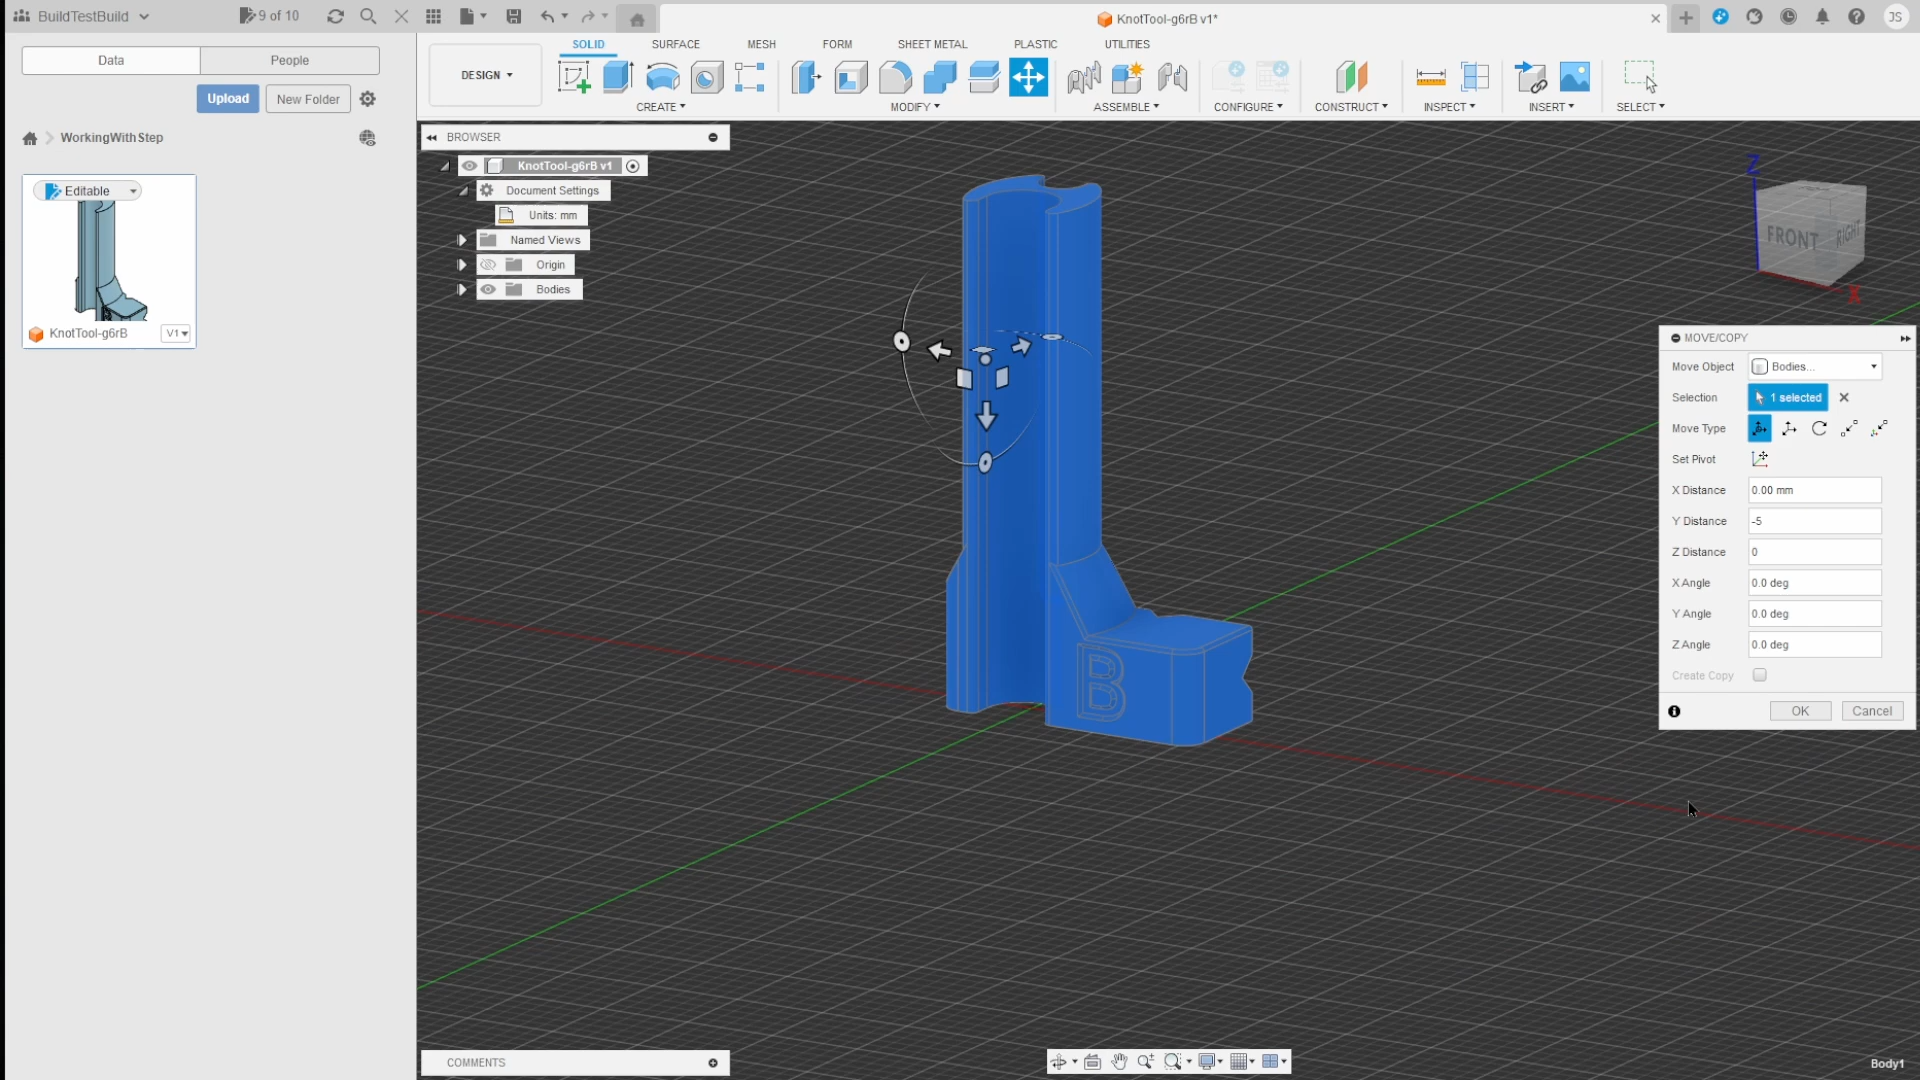 BuildTestBuild
9 of 10
KnotTool-g6rB v1*
JS
Data
People
Upload
New Folder
WorkingWithStep
Editable
KnotTool-g6rB
V1
DESIGN
SOLID
SURFACE
MESH
FORM
SHEET METAL
PLASTIC
UTILITIES
CREATE
MODIFY
ASSEMBLE
CONFIGURE
CONSTRUCT
INSPECT
INSERT
SELECT
BROWSER
KnotTool-g6rB v1
Document Settings
Units: mm
Named Views
Origin
Bodies
Z
FRONT
RIGHT
X
B
MOVE/COPY
Move Object Bodies...
Selection 1 selected
Move Type
Set Pivot
X Distance 0.00 mm
Y Distance -5
Z Distance 0
X Angle 0.0 deg
Y Angle 0.0 deg
Z Angle 0.0 deg
Create Copy
OK Cancel
COMMENTS
Body1